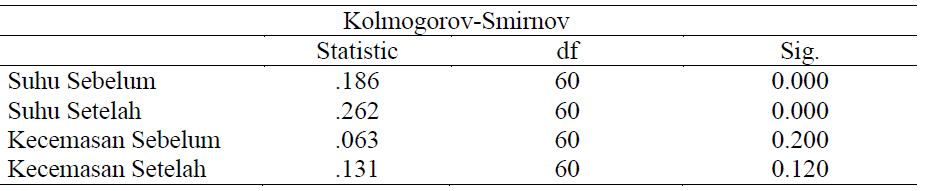 Kolmogorov-Smirnov
Statistic df Sig.
Suhu Sebelum .186 60 0.000
Suhu Setelah .262 60 0.000
Kecemasan Sebelum .063 60 0.200
Kecemasan Setelah .131 60 0.120